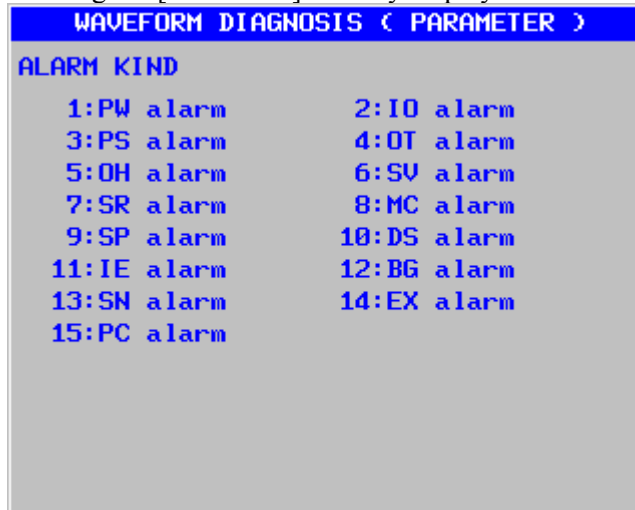 WAVEFORM DIAGNOSIS ( PARAMETER )
ALARM KIND
1:PW alarm 2:IO alarm
3:PS alarm 4:OT alarm
5:OH alarm 6:SV alarm
7:SR alarm 8:MC alarm
9:SP alarm 10:DS alarm
11:IE alarm 12:BG alarm
13:SN alarm 14:EX alarm
15:PC alarm